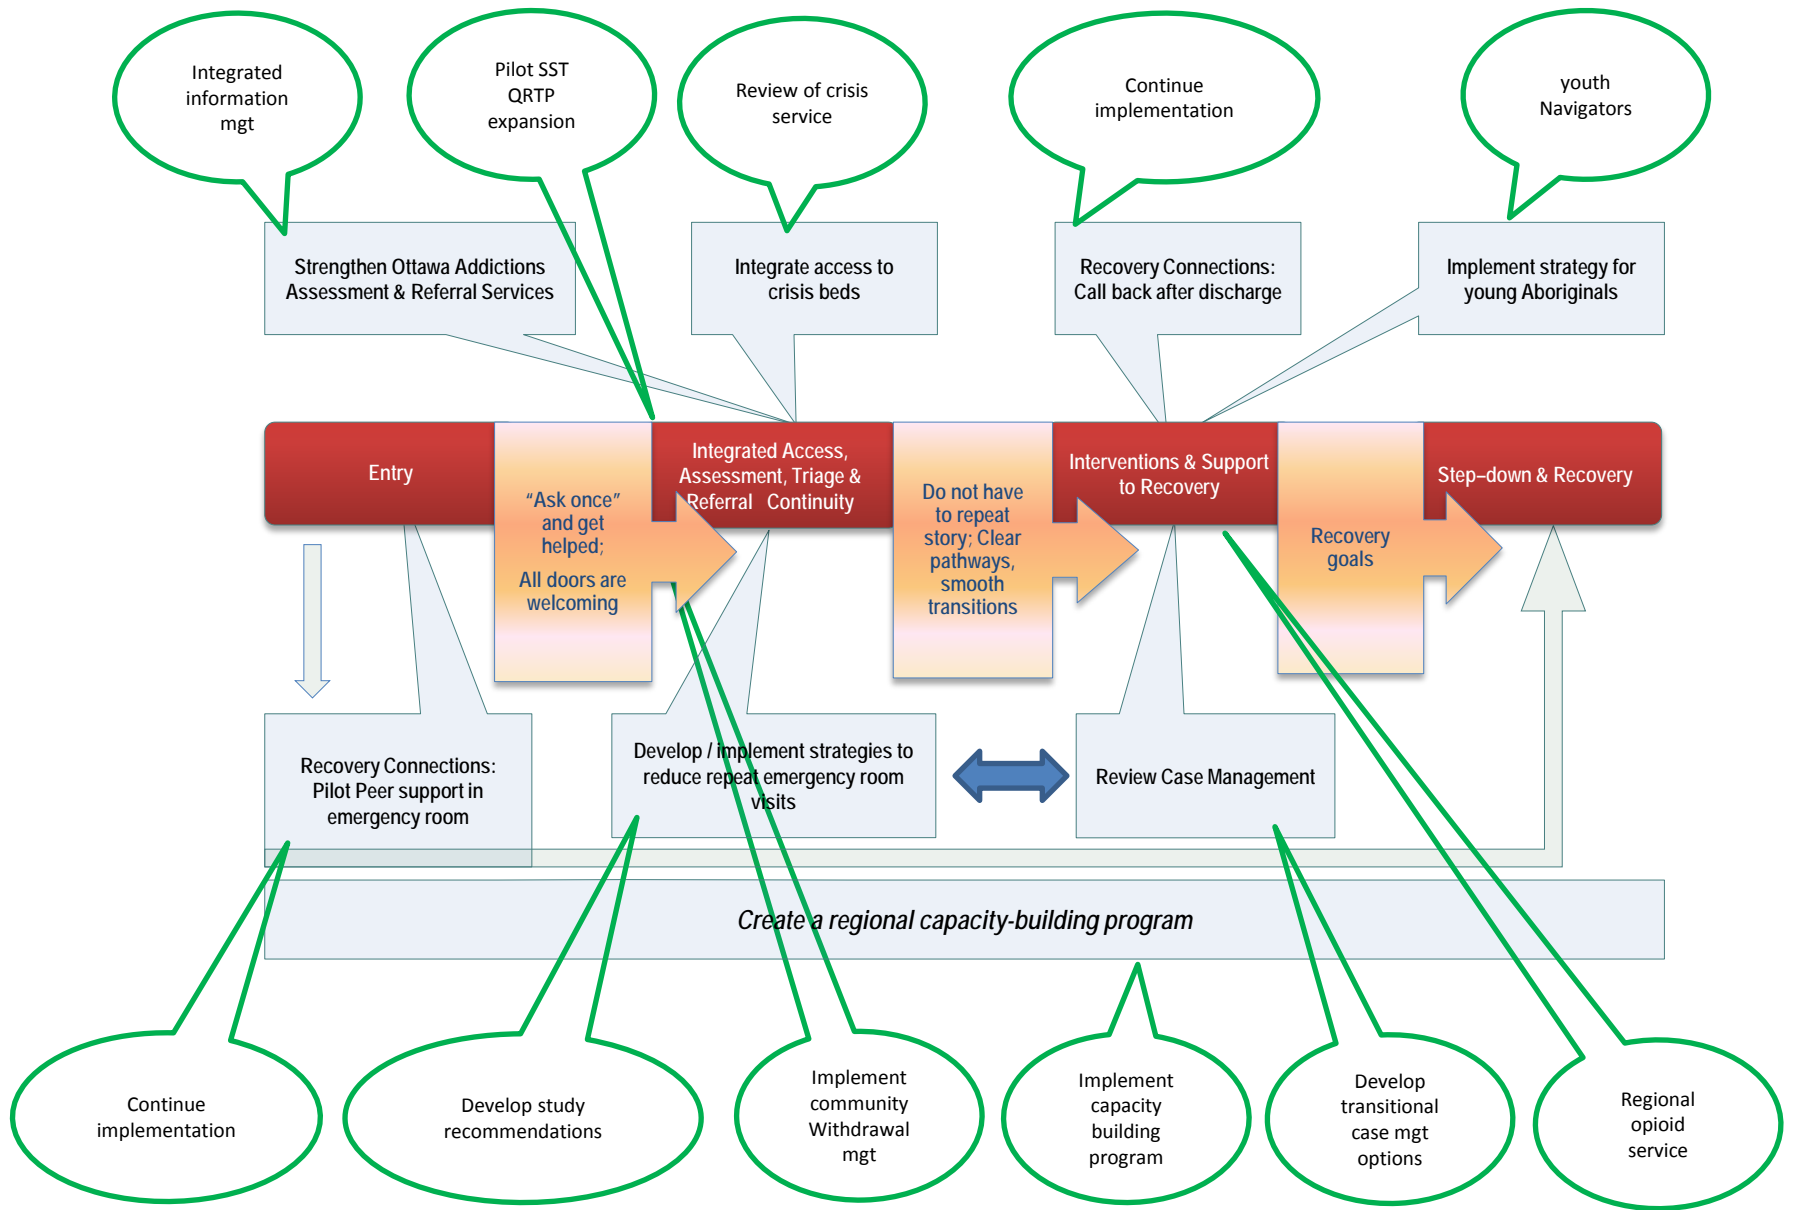 Integrated
information
mgt
Pilot SST
QRTP
expansion
Review of crisis
service
Continue
implementation
youth
Navigators
Strengthen Ottawa Addictions
Assessment & Referral Services
Integrate access to
crisis beds
Recovery Connections:
Call back after discharge
Implement strategy for
young Aboriginals
Entry
“Ask once”
and get
helped;
All doors are
welcoming
Integrated Access,
Assessment, Triage &
Referral Continuity
Do not have
to repeat
story; Clear
pathways,
smooth
transitions
Interventions & Support
to Recovery
Recovery
goals
Step–down & Recovery
Recovery Connections:
Pilot Peer support in
emergency room
Develop / implement strategies to
reduce repeat emergency room
visits
Review Case Management
Create a regional capacity-building program
Continue
implementation
Develop study
recommendations
Implement
community
Withdrawal
mgt
Implement
capacity
building
program
Develop
transitional
case mgt
options
Regional
opioid
service